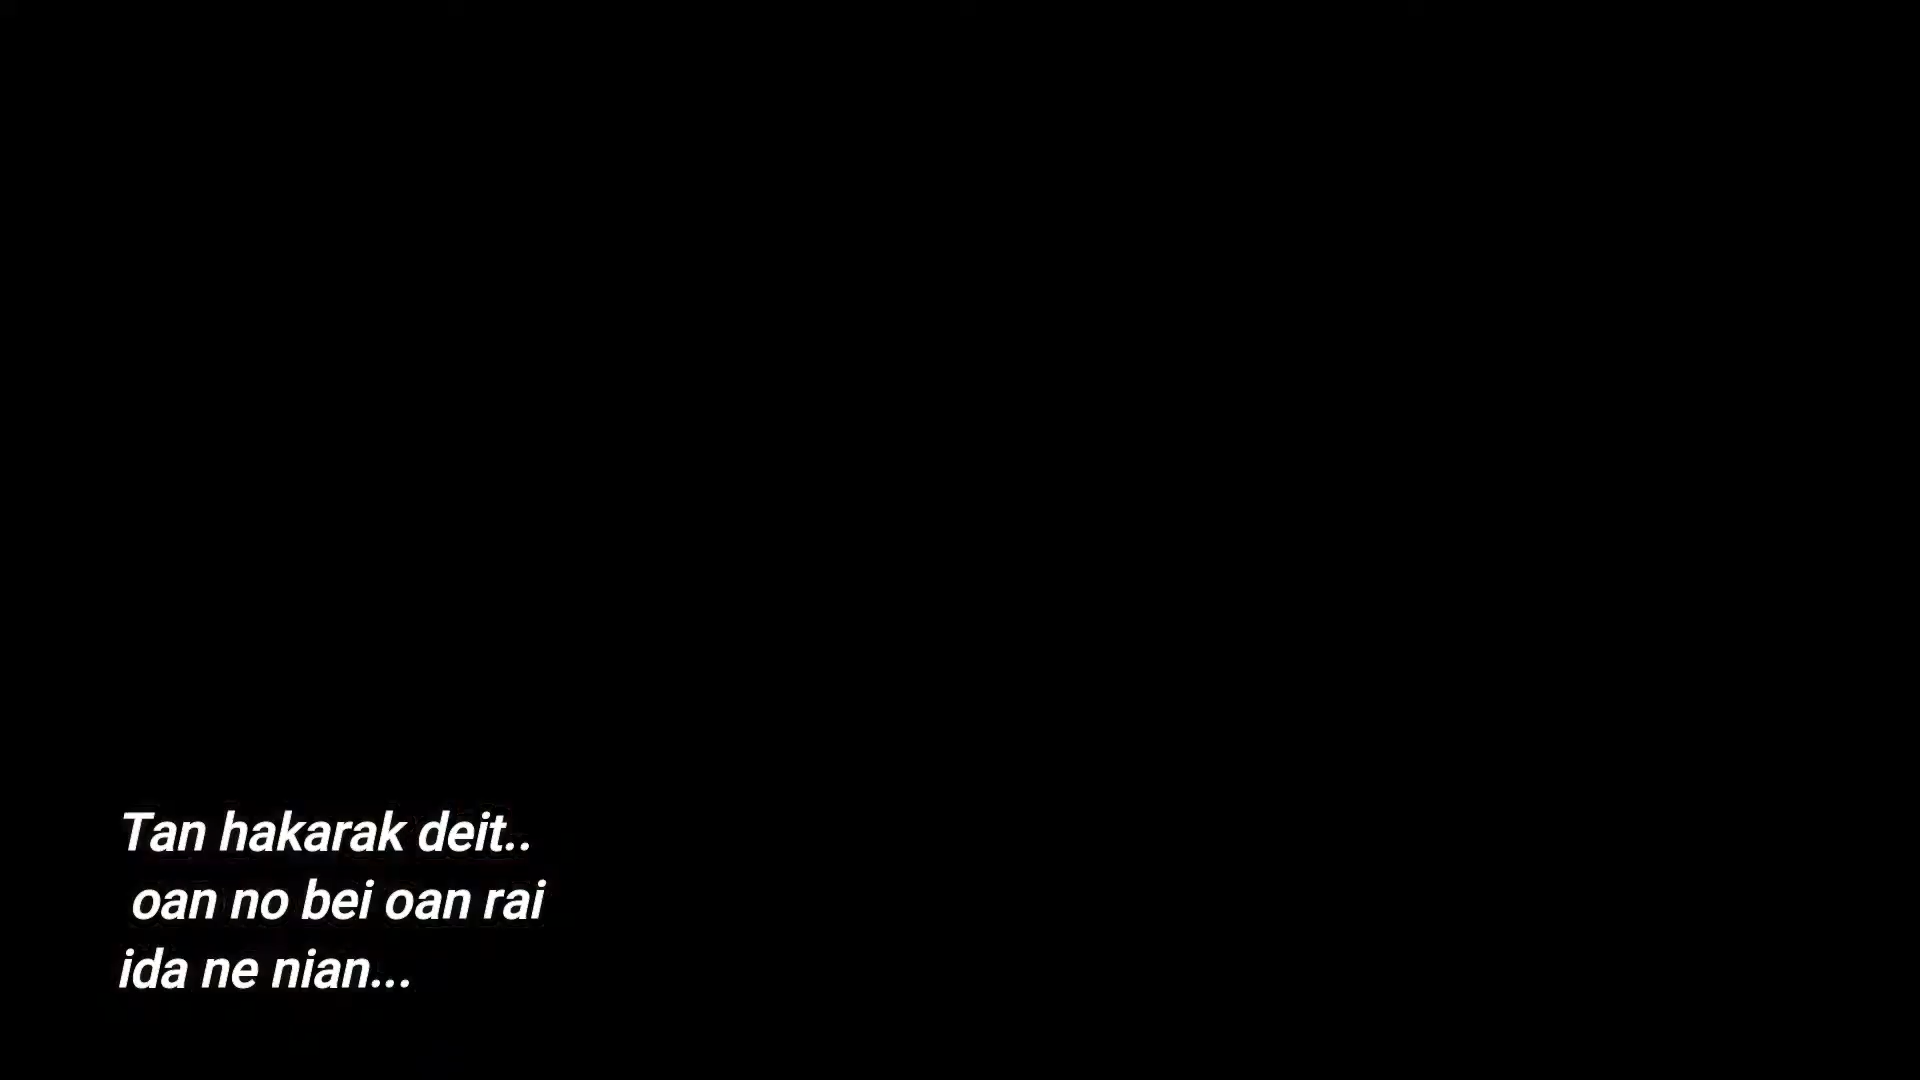 Tan hakarak deit..
oan no bei oan rai
ida ne nian...